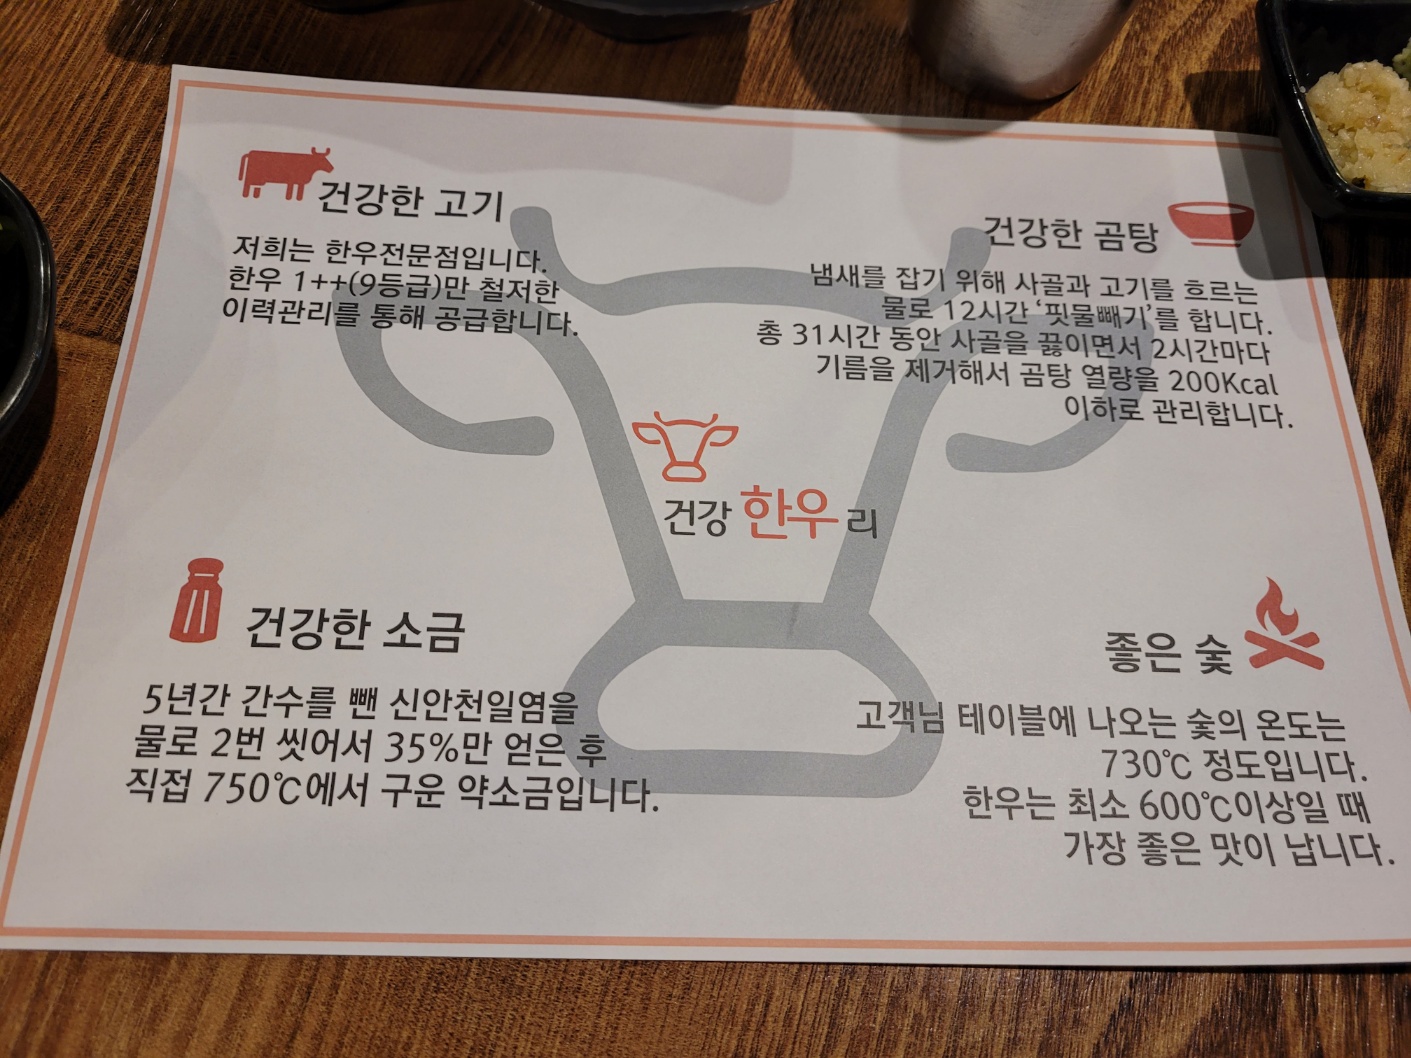 건강한 고기
저희는 한우전문점입니다.
한우 1++(9등급)만 철저한
이력관리를 통해 공급합니다.
건강한 곰탕
냄새를 잡기 위해 사골과 고기를 흐르는
물로 12시간 '핏물빼기'를 합니다.
총 31시간 동안 사골을 끓이면서 2시간마다
기름을 제거해서 곰탕 열량을 200Kcal
이하로 관리합니다.
건강 한우리
건강한 소금
5년간 간수를 뺀 신안천일염을
물로 2번 씻어서 35%만 얻은 후
직접 750℃에서 구운 약소금입니다.
좋은 숯
고객님 테이블에 나오는 숯의 온도는
730℃ 정도입니다.
한우는 최소 600℃이상일 때
가장 좋은 맛이 납니다.